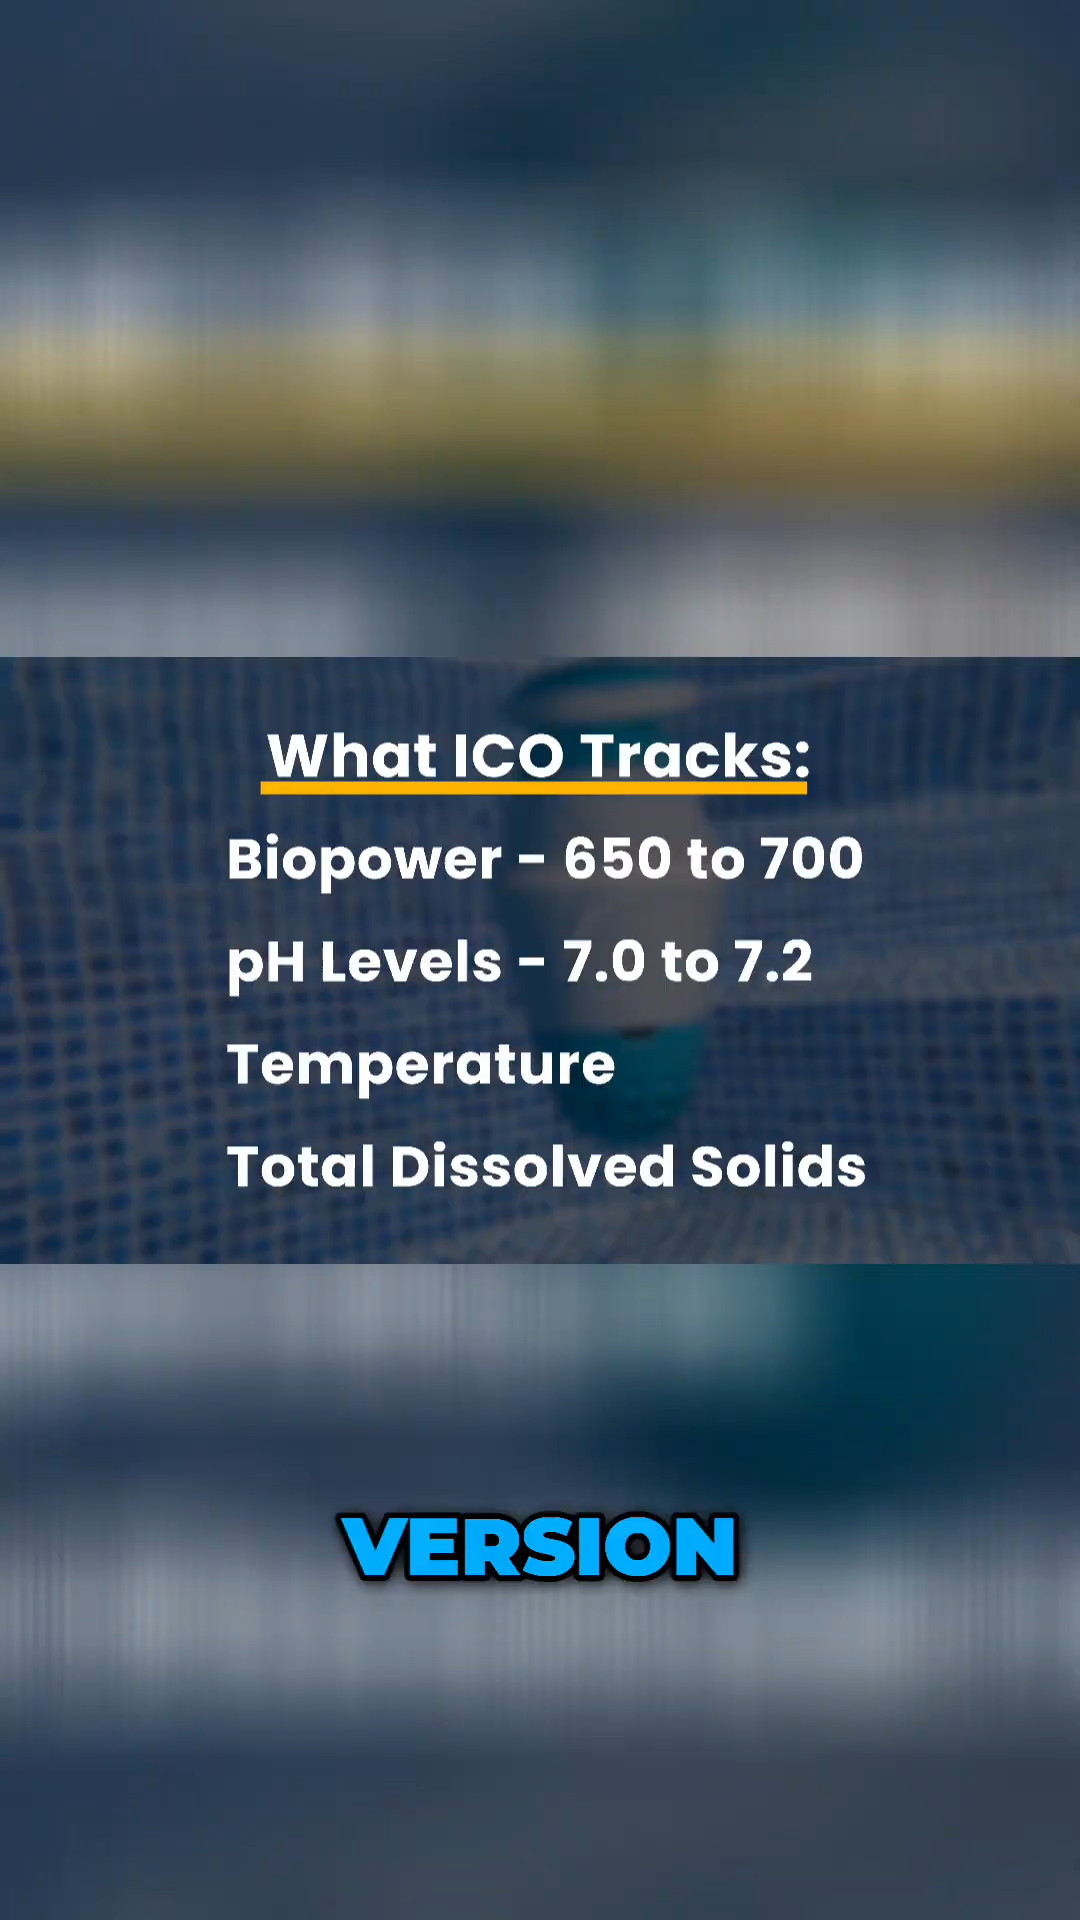 What ICO Tracks:
Biopower - 650 to 700
pH Levels - 7.0 to 7.2
Temperature
Total Dissolved Solids
VERSION